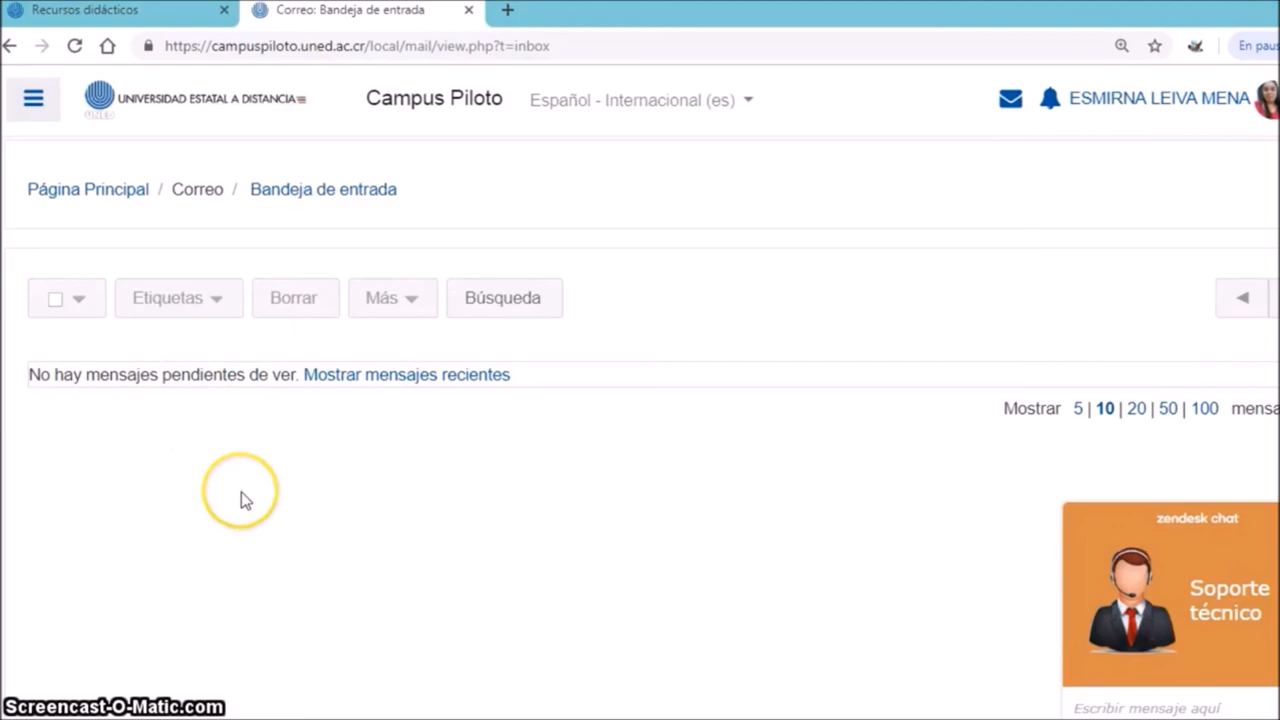 Recursos didácticos
Correo: Bandeja de entrada
https://campuspiloto.uned.ac.cr/local/mail/view.php?t=inbox
En paus
UNIVERSIDAD ESTATAL A DISTANCIA
UNED
Campus Piloto
Español - Internacional (es)
ESMIRNA LEIVA MENA
Página Principal / Correo / Bandeja de entrada
Etiquetas
Borrar
Más
Búsqueda
No hay mensajes pendientes de ver. Mostrar mensajes recientes
Mostrar 5 | 10 | 20 | 50 | 100 mensa
zendesk chat
Soporte
técnico
Escribir mensaje aquí
Screencast-O-Matic.com